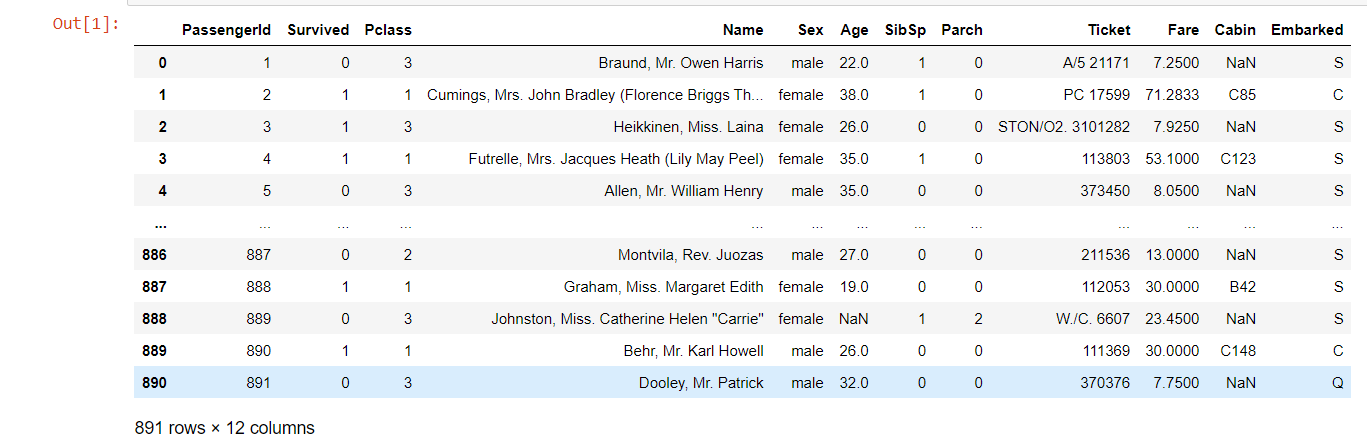 Out[1]:
PassengerId Survived Pclass Name Sex Age SibSp Parch Ticket Fare Cabin Embarked
0 1 0 3 Braund, Mr. Owen Harris male 22.0 1 0 A/5 21171 7.2500 NaN S
1 2 1 1 Cumings, Mrs. John Bradley (Florence Briggs Th... female 38.0 1 0 PC 17599 71.2833 C85 C
2 3 1 3 Heikkinen, Miss. Laina female 26.0 0 0 STON/O2. 3101282 7.9250 NaN S
3 4 1 1 Futrelle, Mrs. Jacques Heath (Lily May Peel) female 35.0 1 0 113803 53.1000 C123 S
4 5 0 3 Allen, Mr. William Henry male 35.0 0 0 373450 8.0500 NaN S
... ... ... ... ... ... ... ... ... ... ... ... ...
886 887 0 2 Montvila, Rev. Juozas male 27.0 0 0 211536 13.0000 NaN S
887 888 1 1 Graham, Miss. Margaret Edith female 19.0 0 0 112053 30.0000 B42 S
888 889 0 3 Johnston, Miss. Catherine Helen "Carrie" female NaN 1 2 W./C. 6607 23.4500 NaN S
889 890 1 1 Behr, Mr. Karl Howell male 26.0 0 0 111369 30.0000 C148 C
890 891 0 3 Dooley, Mr. Patrick male 32.0 0 0 370376 7.7500 NaN Q
891 rows × 12 columns